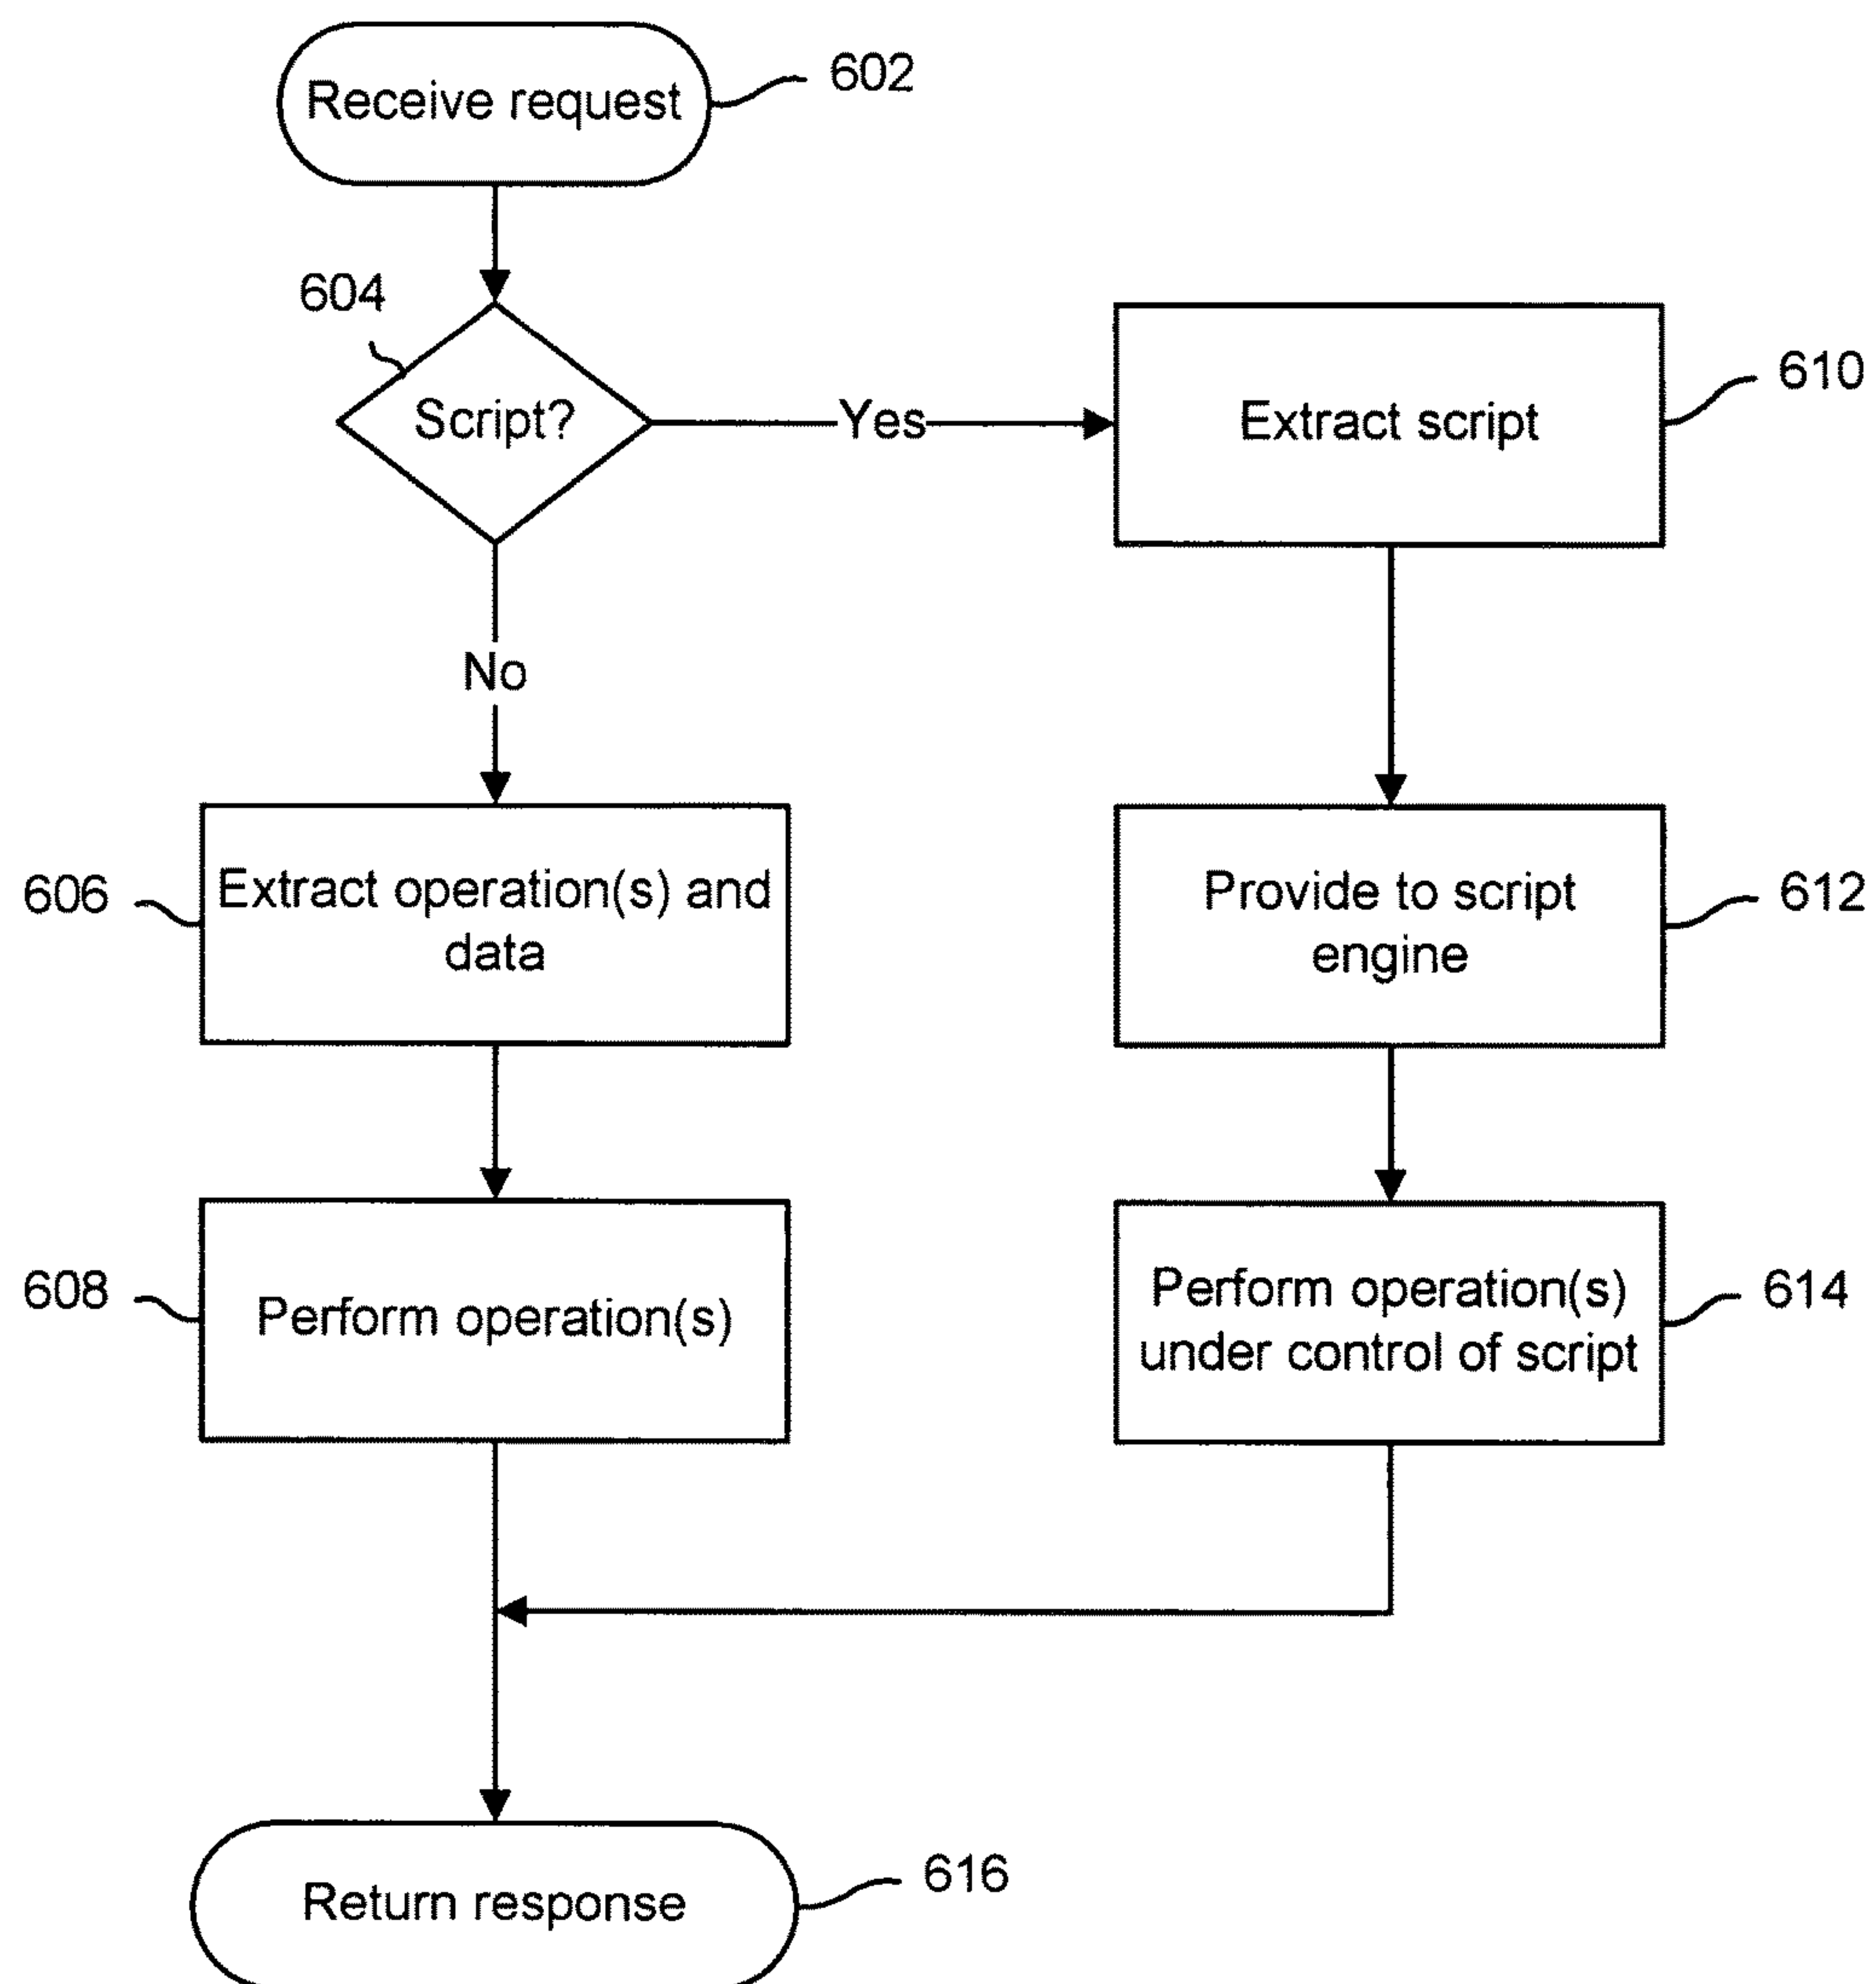 Receive request
602
604
Script?
Yes
Extract script
610
No
606
Extract operation(s) and
data
Provide to script
engine
612
608
Perform operation(s)
Perform operation(s)
under control of script
614
Return response
616